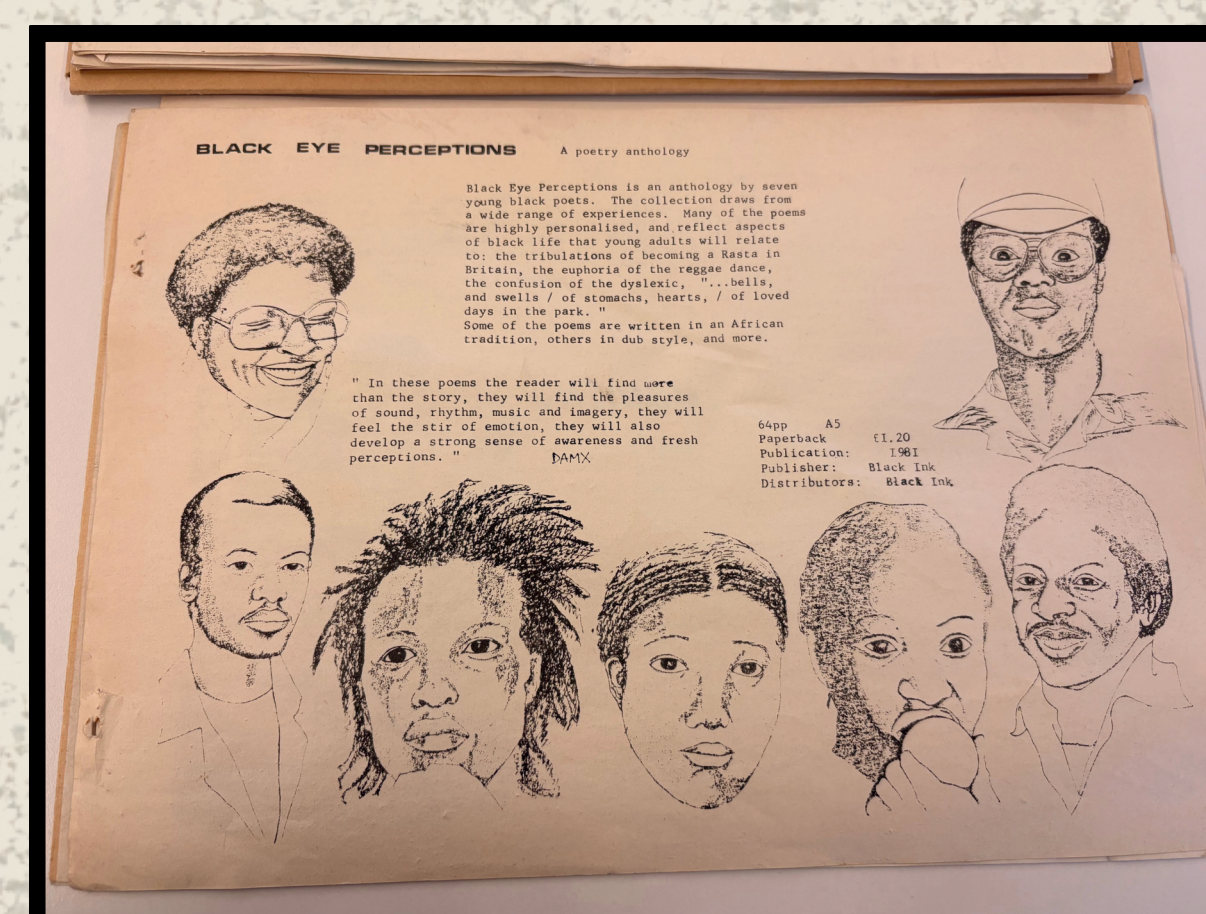 BLACK EYE PERCEPTIONS A poetry anthology
Black Eye Perceptions is an anthology by seven
young black poets. The collection draws from
a wide range of experiences. Many of the poems
are highly personalised, and reflect aspects
of black life that young adults will relate
to: the tribulations of becoming a Rasta in
Britain, the euphoria of the reggae dance,
the confusion of the dyslexic, "...bells,
and swells / of stomachs, hearts, / of loved
days in the park. "
Some of the poems are written in an African
tradition, others in dub style, and more.
" In these poems the reader will find more
than the story, they will find the pleasures
of sound, rhythm, music and imagery, they will
feel the stir of emotion, they will also
develop a strong sense of awareness and fresh
perceptions. " DAMX
64pp A5
Paperback £1.20
Publication: I98I
Publisher: Black Ink
Distributors: Black Ink